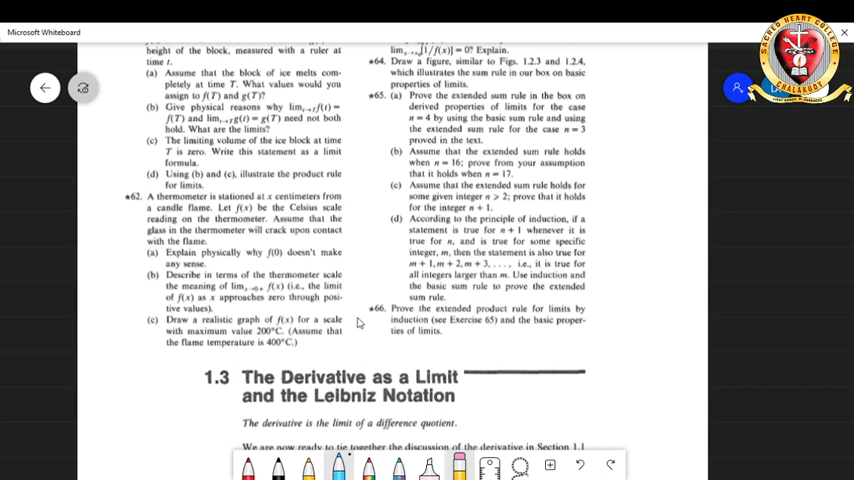 Microsoft Whiteboard
SACRED HEART COLLEGE
CHALAKUDY
height of the block, measured with a ruler at
time t.
(a) Assume that the block of ice melts com-
pletely at time T. What values would you
assign to f(T) and g(T)?
(b) Give physical reasons why lim t→T f(t) =
f(T) and lim t→T g(t) = g(T) need not both
hold. What are the limits?
(c) The limiting volume of the ice block at time
T is zero. Write this statement as a limit
formula.
(d) Using (b) and (c), illustrate the product rule
for limits.
★62. A thermometer is stationed at x centimeters from
a candle flame. Let f(x) be the Celsius scale
reading on the thermometer. Assume that the
glass in the thermometer will crack upon contact
with the flame.
(a) Explain physically why f(0) doesn't make
any sense.
(b) Describe in terms of the thermometer scale
the meaning of lim x→0+ f(x) (i.e., the limit
of f(x) as x approaches zero through posi-
tive values).
(c) Draw a realistic graph of f(x) for a scale
with maximum value 200°C. (Assume that
the flame temperature is 400°C.)
[1/f(x)] = 0? Explain.
★64. Draw a figure, similar to Figs. 1.2.3 and 1.2.4,
which illustrates the sum rule in our box on basic
properties of limits.
★65. (a) Prove the extended sum rule in the box on
derived properties of limits for the case
n = 4 by using the basic sum rule and using
the extended sum rule for the case n = 3
proved in the text.
(b) Assume that the extended sum rule holds
when n = 16; prove from your assumption
that it holds when n = 17.
(c) Assume that the extended sum rule holds for
some given integer n > 2; prove that it holds
for the integer n + 1.
(d) According to the principle of induction, if a
statement is true for n + 1 whenever it is
true for n, and is true for some specific
integer, m, then the statement is also true for
m + 1, m + 2, m + 3, . . . , i.e., it is true for
all integers larger than m. Use induction and
the basic sum rule to prove the extended
sum rule.
★66. Prove the extended product rule for limits by
induction (see Exercise 65) and the basic proper-
ties of limits.
1.3 The Derivative as a Limit
and the Leibniz Notation
The derivative is the limit of a difference quotient.
We are now ready to tie together the discussion of the derivative in Section 1.1